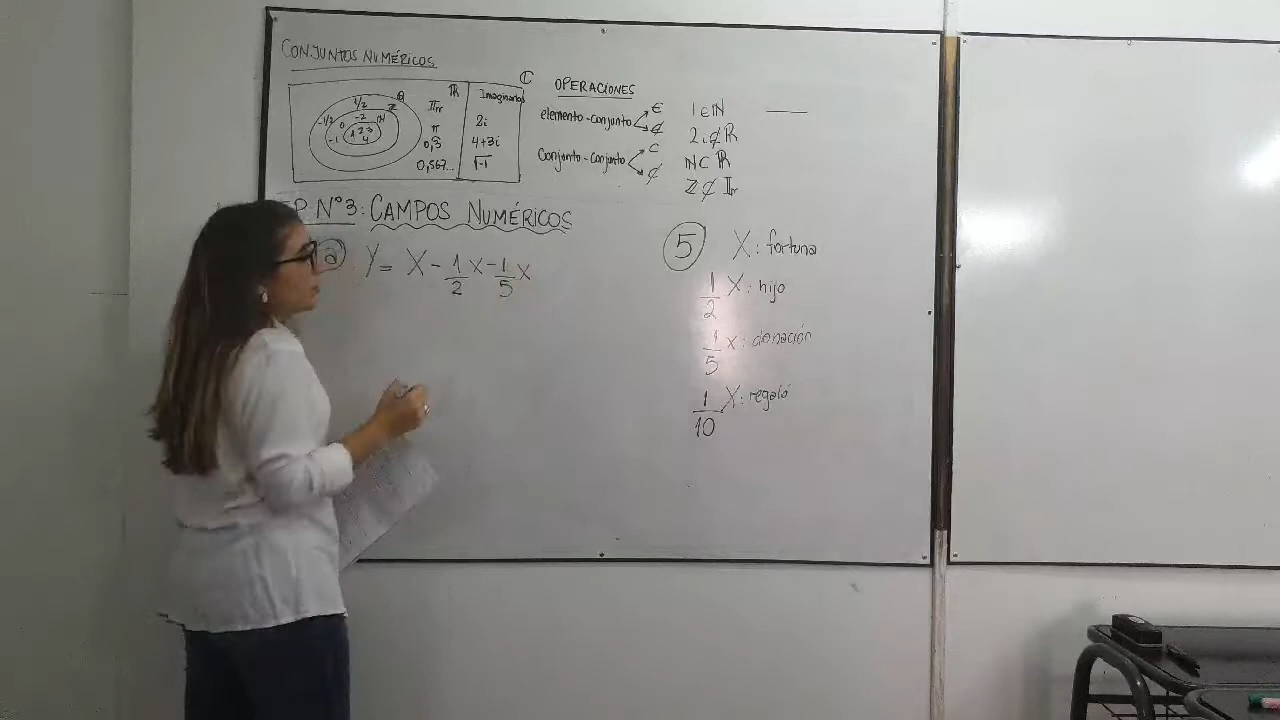 CONJUNTOS NUMÉRICOS
ℂ
ℝ
Imaginarios
1/2
Q
-1/2
-2
Z
N
0
-1
1 2 3
4
𝕀rr
π
0,3̂
0,567...
2i
4+3i
√-1
OPERACIONES
elemento-conjunto
∈
∉
Conjunto-conjunto
⊂
⊄
1∈N
2i∉ℝ
N⊂ℝ
Z⊄Ir
TP N°3: CAMPOS NUMÉRICOS
a
Y= X - 1/2 X - 1/5 X
5
X: fortuna
1/2 X: hijo
1/5 X: donación
1/10 X: regaló